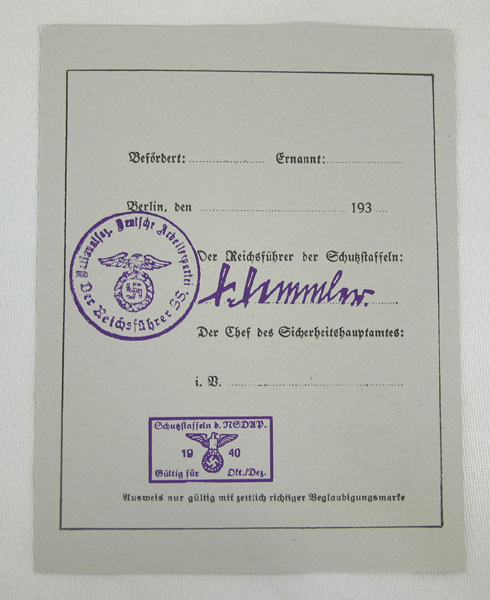 Befördert: Ernannt:
Berlin, den 193
Nationalsoz. Deutsche Arbeiterpartei
Der Reichsführer SS.
Der Reichsführer der Schutzstaffeln:
H. Himmler.
Der Chef des Sicherheitshauptamtes:
i. V.
Schutzstaffeln d. NSDAP.
19 40
Gültig für Okt./Dez.
Ausweis nur gültig mit zeitlich richtiger Beglaubigungsmarke